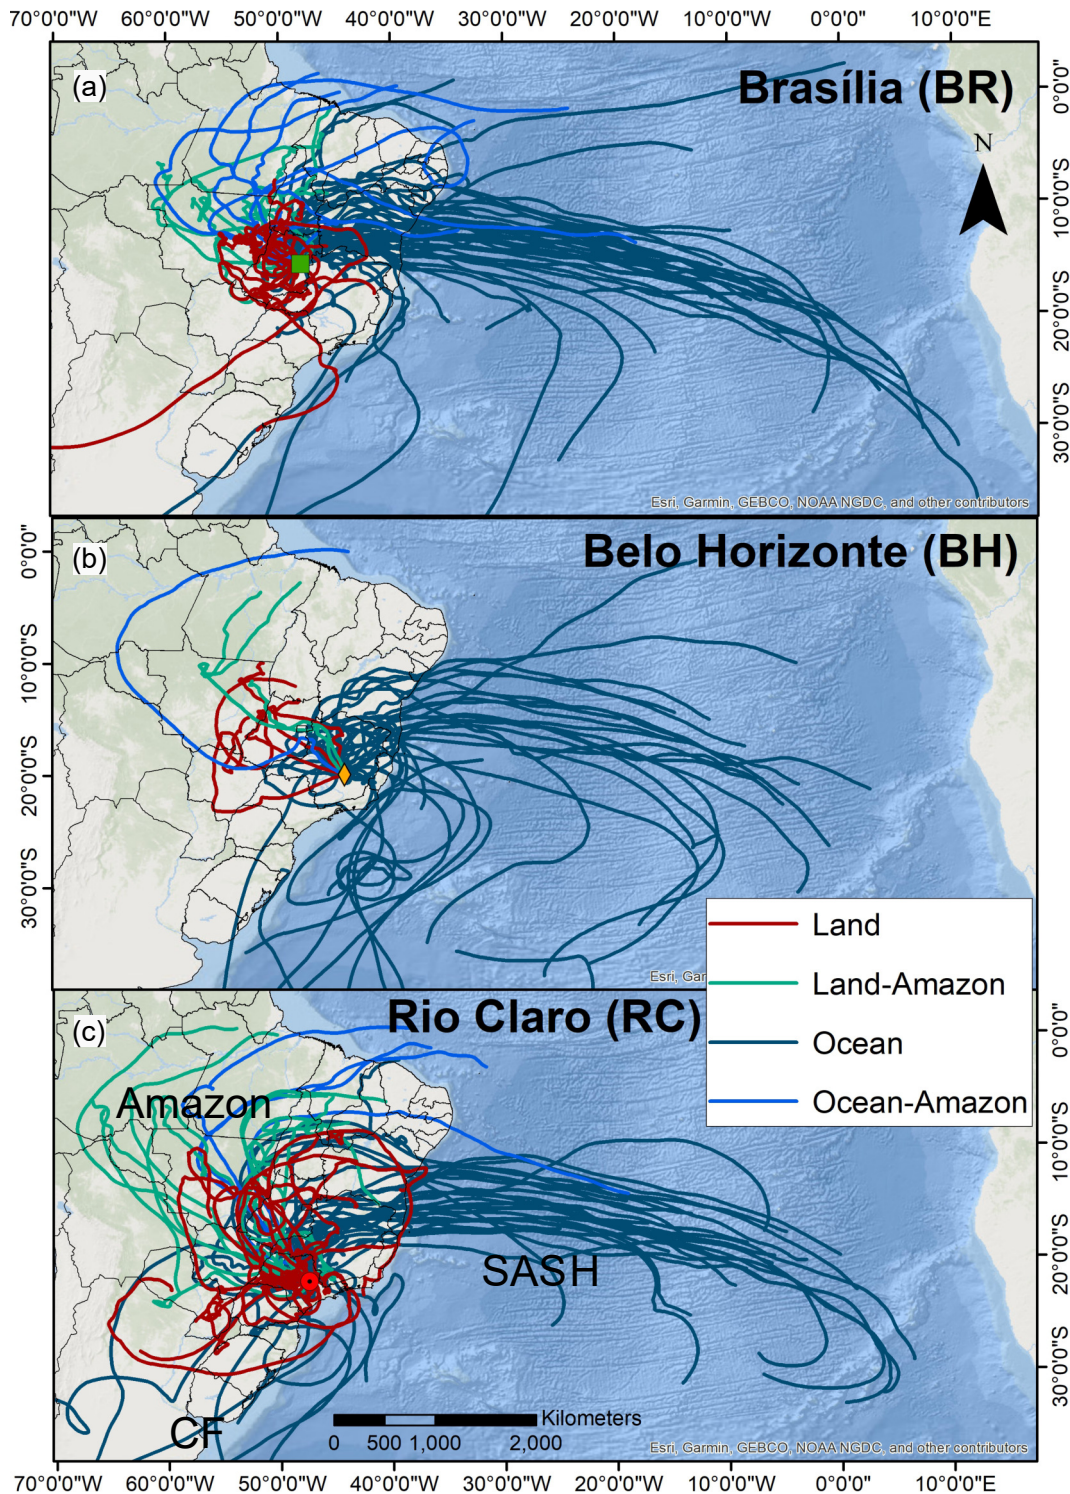 70°0'0"W 60°0'0"W 50°0'0"W 40°0'0"W 30°0'0"W 20°0'0"W 10°0'0"W 0°0'0" 10°0'0"E
(a)
Brasília (BR)
N
0°0'0"
10°0'0"S
20°0'0"S
30°0'0"S
Esri, Garmin, GEBCO, NOAA NGDC, and other contributors
(b)
Belo Horizonte (BH)
0°0'0"
10°0'0"S
20°0'0"S
30°0'0"S
Esri, Gar
Land
Land-Amazon
Ocean
Ocean-Amazon
(c)
Rio Claro (RC)
Amazon
SASH
CF
0°0'0"
10°0'0"S
20°0'0"S
30°0'0"S
Kilometers
0 500 1,000 2,000
Esri, Garmin, GEBCO, NOAA NGDC, and other contributors
70°0'0"W 60°0'0"W 50°0'0"W 40°0'0"W 30°0'0"W 20°0'0"W 10°0'0"W 0°0'0" 10°0'0"E